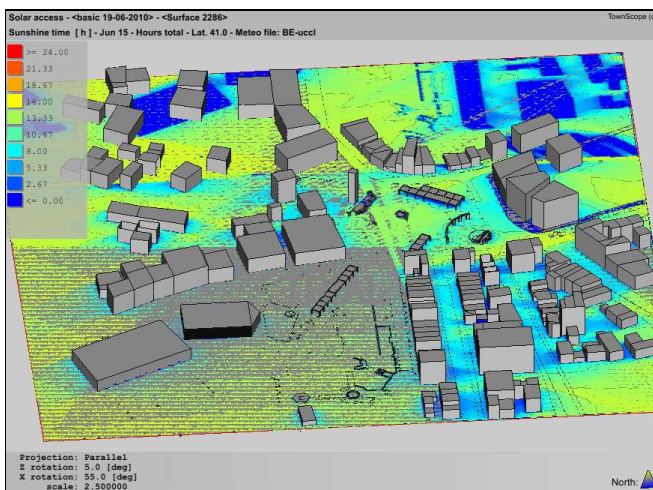 Solar access - <basic 19-06-2010> - <Surface 2286>
TownScope (c
Sunshine time [ h ] - Jun 15 - Hours total - Lat. 41.0 - Meteo file: BE-uccl
>= 24.00
21.33
18.67
16.00
13.33
10.67
8.00
5.33
2.67
<= 0.00
Projection: Parallel
Z rotation: 5.0 [deg]
X rotation: 55.0 [deg]
scale: 2.500000
North: